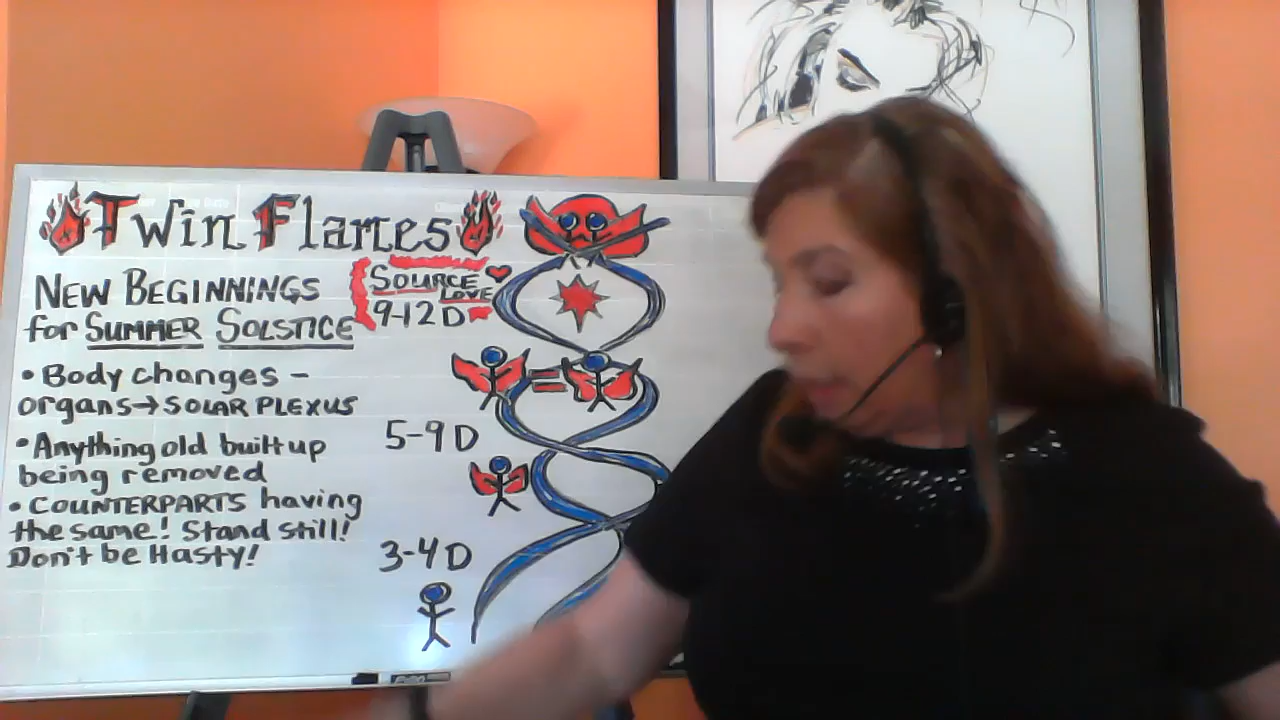 Twin Flames
NEW BEGINNINGS
for SUMMER SOLSTICE
SOURCE
LOVE
9-12D
• Body changes -
organs→SOLAR PLEXUS
• Anything old built up
being removed
• COUNTERPARTS having
the same! Stand still!
Don't be Hasty!
=
5-9D
3-4D